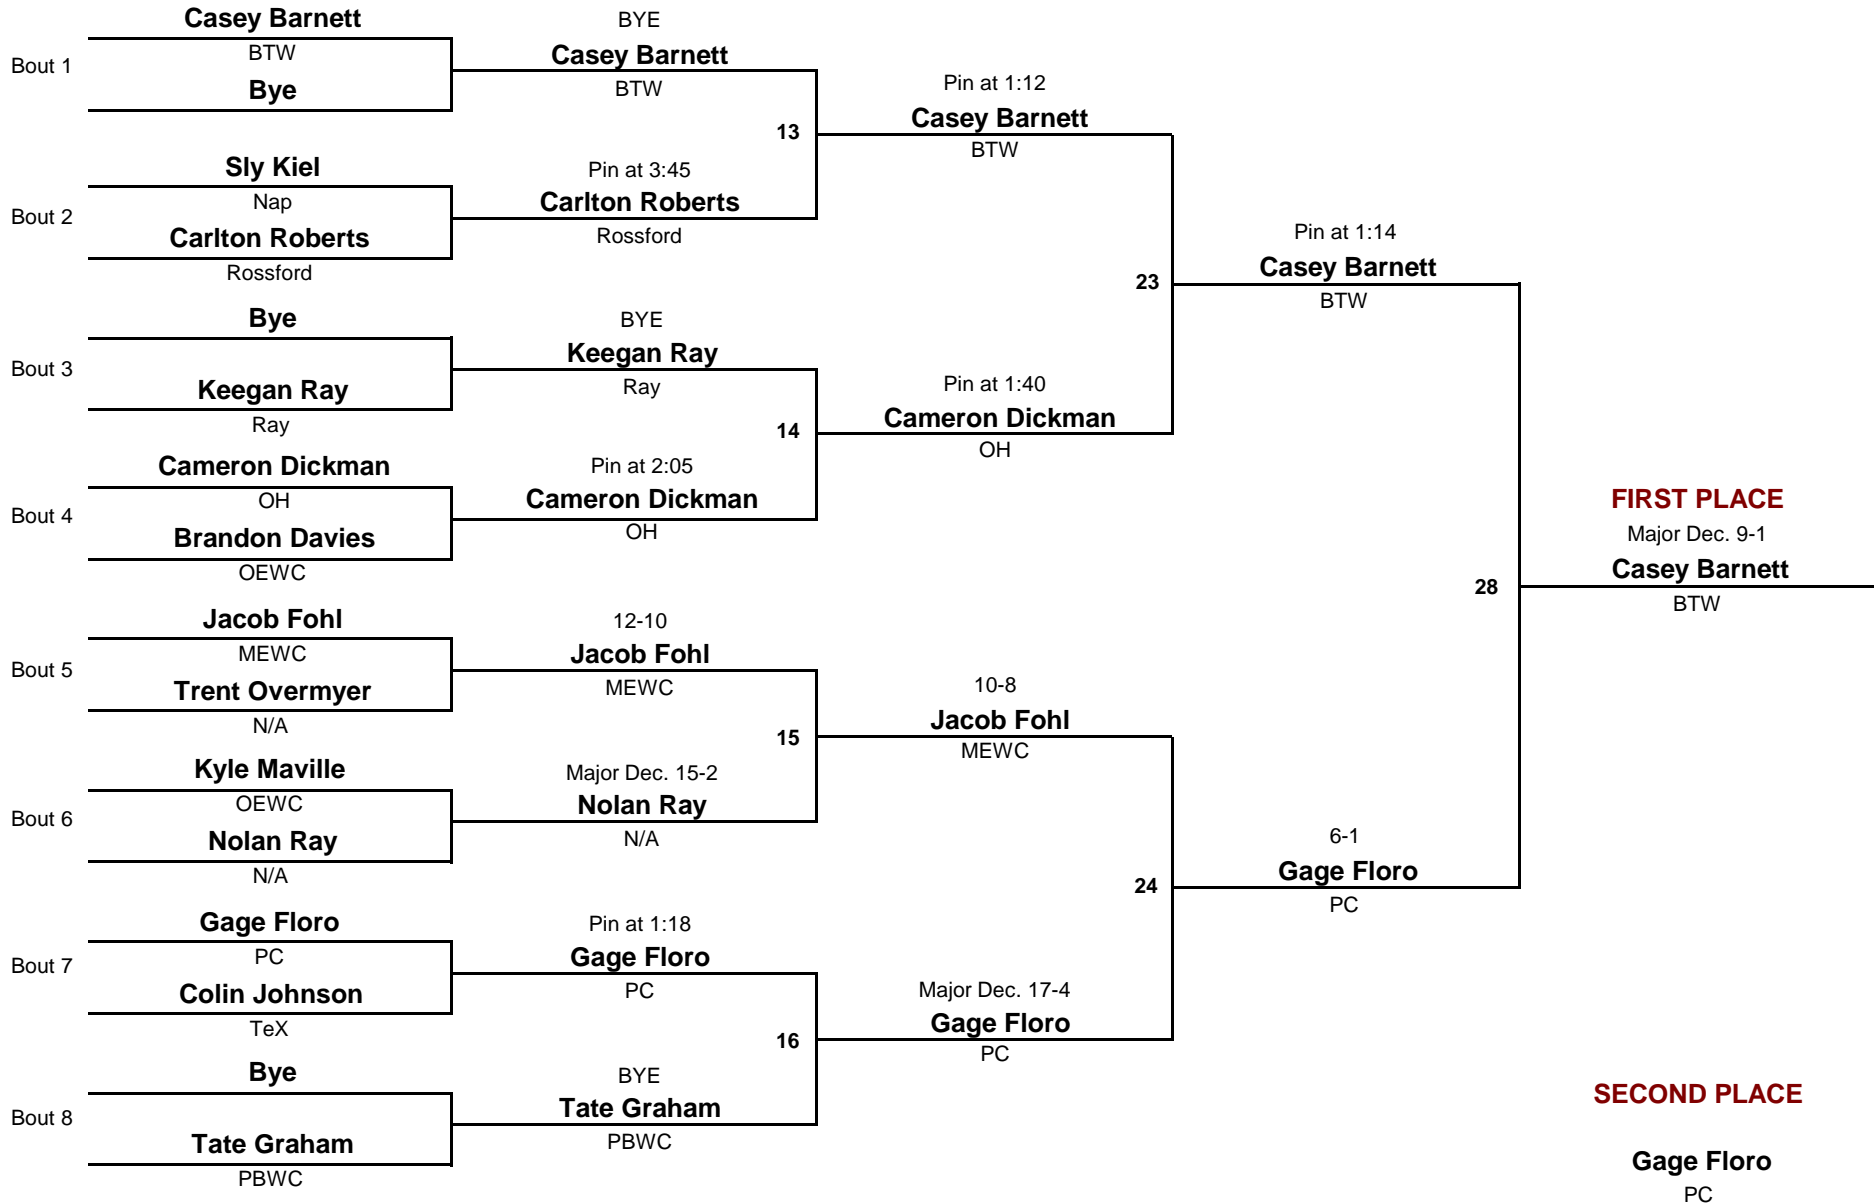 Casey Barnett
Bout 1
BTW
Bye
Sly Kiel
Bout 2
Nap
Carlton Roberts
Rossford
Bye
Bout 3
Keegan Ray
Ray
Cameron Dickman
Bout 4
OH
Brandon Davies
OEWC
Jacob Fohl
Bout 5
MEWC
Trent Overmyer
N/A
Kyle Maville
Bout 6
OEWC
Nolan Ray
N/A
Gage Floro
Bout 7
PC
Colin Johnson
TeX
Bye
Bout 8
Tate Graham
PBWC
BYE
Casey Barnett
BTW
13
Pin at 3:45
Carlton Roberts
Rossford
BYE
Keegan Ray
Ray
14
Pin at 2:05
Cameron Dickman
OH
12-10
Jacob Fohl
MEWC
15
Major Dec. 15-2
Nolan Ray
N/A
Pin at 1:18
Gage Floro
PC
16
BYE
Tate Graham
PBWC
Pin at 1:12
Casey Barnett
BTW
23
Pin at 1:40
Cameron Dickman
OH
10-8
Jacob Fohl
MEWC
24
Major Dec. 17-4
Gage Floro
PC
Pin at 1:14
Casey Barnett
BTW
28
6-1
Gage Floro
PC
FIRST PLACE
Major Dec. 9-1
Casey Barnett
BTW
SECOND PLACE
Gage Floro
PC